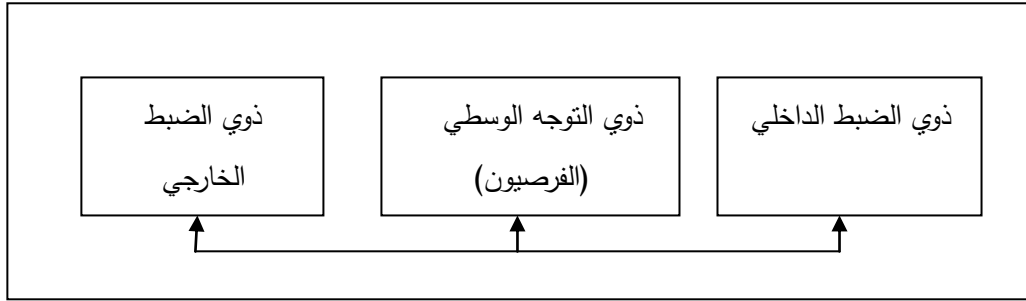 ذوي الضبط الداخلي
ذوي التوجه الوسطي
(الفرصيون)
ذوي الضبط
الخارجي